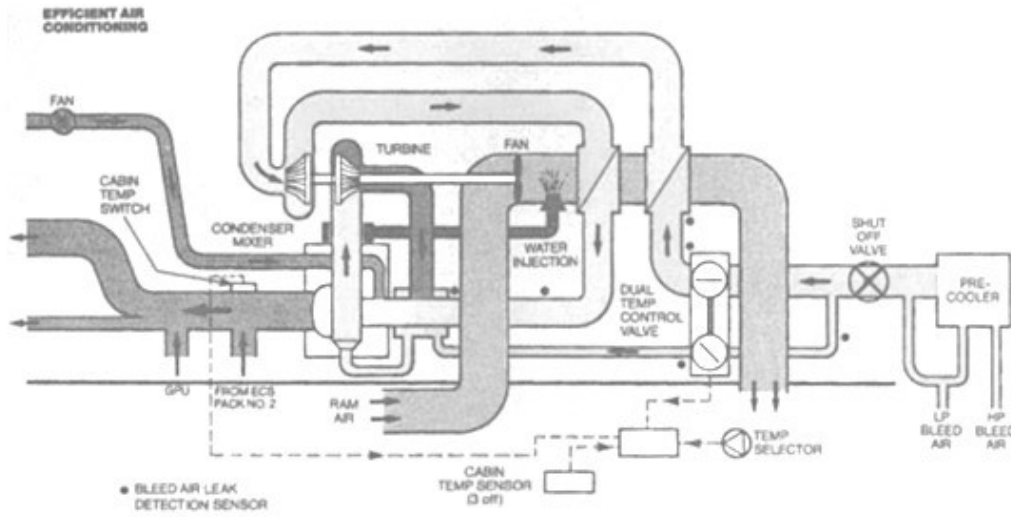 EFFICIENT AIR
CONDITIONING
FAN
CABIN
TEMP
SWITCH
CONDENSER
MIXER
TURBINE
FAN
WATER
INJECTION
DUAL
TEMP
CONTROL
VALVE
SHUT
OFF
VALVE
PRE-
COOLER
GPU
FROM ECS
PACK NO. 2
RAM
AIR
LP
BLEED
AIR
HP
BLEED
AIR
TEMP
SELECTOR
CABIN
TEMP SENSOR
(3 off)
• BLEED AIR LEAK
DETECTION SENSOR